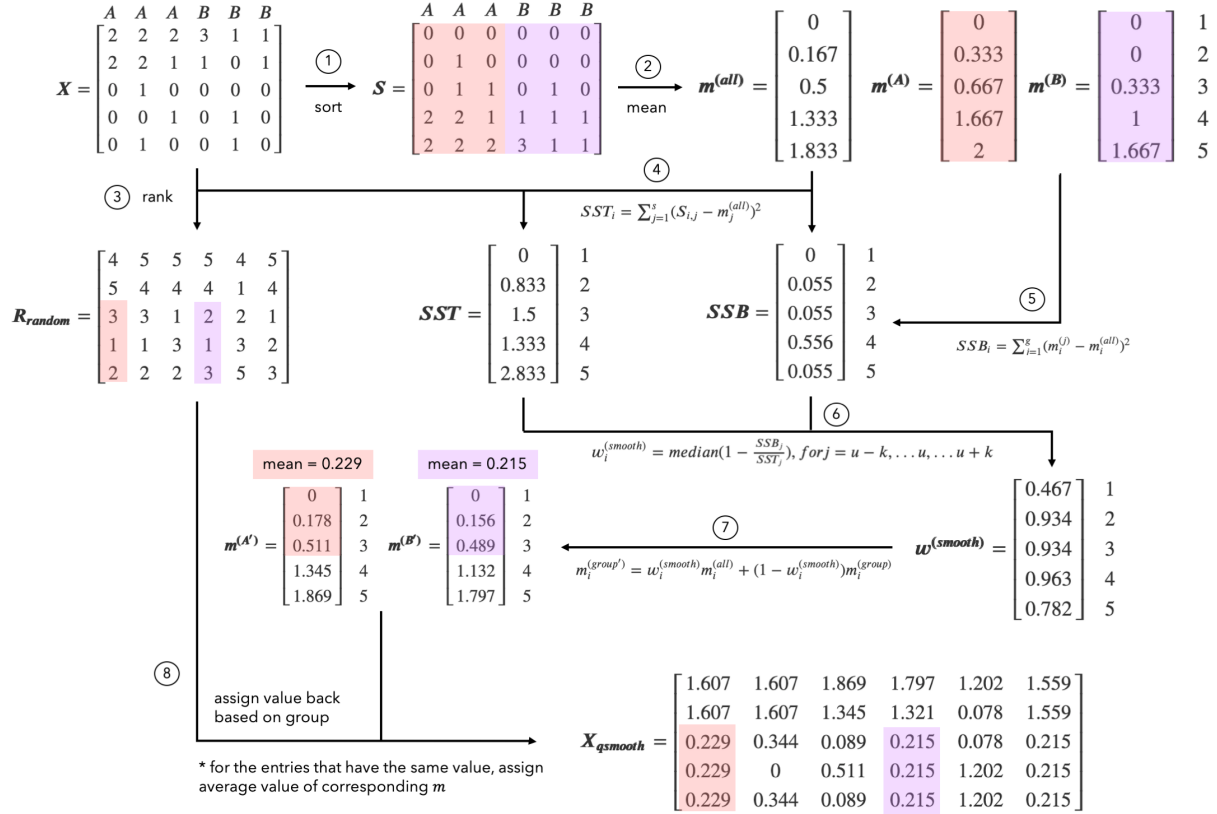 A A A B B B
X = [2 2 2 3 1 1
2 2 1 1 0 1
0 1 0 0 0 0
0 0 1 0 1 0
0 1 0 0 1 0]
1
sort
A A A B B B
S = [0 0 0 0 0 0
0 1 0 0 0 0
0 1 1 0 1 0
2 2 1 1 1 1
2 2 2 3 1 1]
2
mean
m^(all) = [0
0.167
0.5
1.333
1.833]
m^(A) = [0
0.333
0.667
1.667
2]
m^(B) = [0 1
0 2
0.333 3
1 4
1.667] 5
3 rank
4
SST_i = ∑_{j=1}^{s}(S_{i,j} − m_j^{(all)})^2
R_random = [4 5 5 5 4 5
5 4 4 4 1 4
3 3 1 2 2 1
1 1 3 1 3 2
2 2 2 3 5 3]
SST = [0 1
0.833 2
1.5 3
1.333 4
2.833] 5
SSB = [0 1
0.055 2
0.055 3
0.556 4
0.055] 5
5
SSB_i = ∑_{j=1}^{g}(m_i^{(j)} − m_i^{(all)})^2
6
w_i^{(smooth)} = median(1 − SSB_j/SST_j), for j = u − k, . . . u, . . . u + k
mean = 0.229
mean = 0.215
m^(A′) = [0 1
0.178 2
0.511 3
1.345 4
1.869] 5
m^(B′) = [0 1
0.156 2
0.489 3
1.132 4
1.797] 5
7
m_i^{(group′)} = w_i^{(smooth)}m_i^{(all)} + (1 − w_i^{(smooth)})m_i^{(group)}
w^(smooth) = [0.467 1
0.934 2
0.934 3
0.963 4
0.782] 5
8
assign value back
based on group
* for the entries that have the same value, assign
average value of corresponding m
X_qsmooth = [1.607 1.607 1.869 1.797 1.202 1.559
1.607 1.607 1.345 1.321 0.078 1.559
0.229 0.344 0.089 0.215 0.078 0.215
0.229 0 0.511 0.215 1.202 0.215
0.229 0.344 0.089 0.215 1.202 0.215]